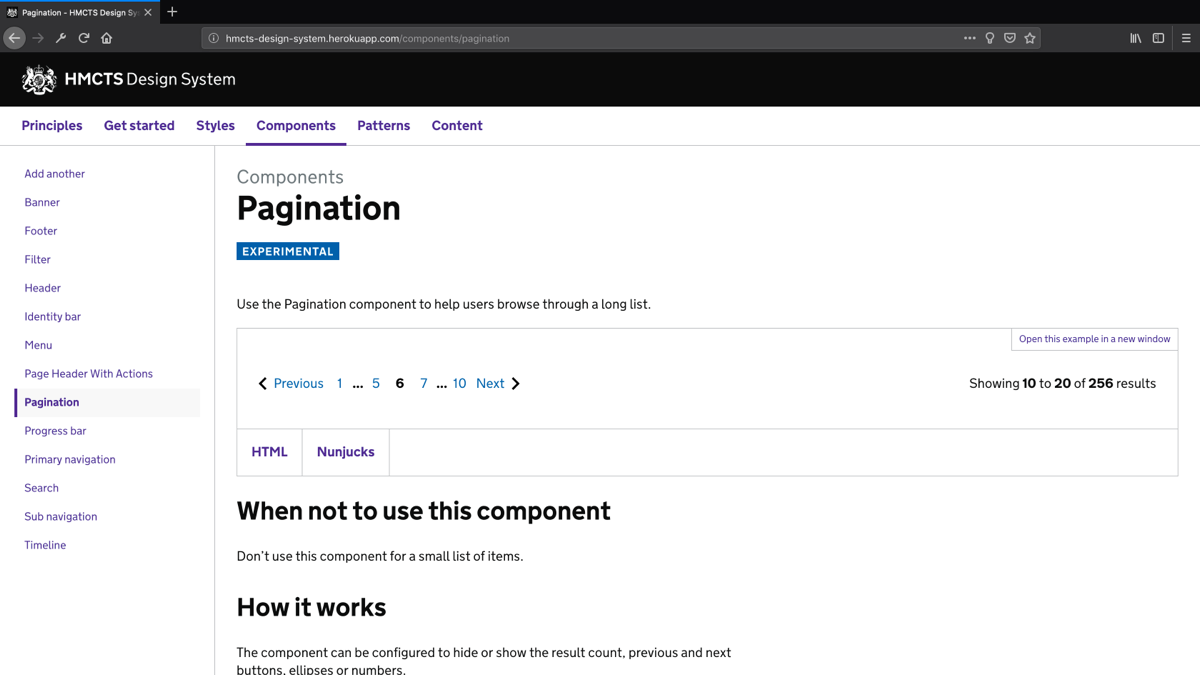 Pagination - HMCTS Design Sy
hmcts-design-system.herokuapp.com/components/pagination
HMCTS Design System
Principles Get started Styles Components Patterns Content
Add another
Banner
Footer
Filter
Header
Identity bar
Menu
Page Header With Actions
Pagination
Progress bar
Primary navigation
Search
Sub navigation
Timeline
Components
Pagination
EXPERIMENTAL
Use the Pagination component to help users browse through a long list.
Open this example in a new window
Previous 1 ... 5 6 7 ... 10 Next
Showing 10 to 20 of 256 results
HTML Nunjucks
When not to use this component
Don’t use this component for a small list of items.
How it works
The component can be configured to hide or show the result count, previous and next
buttons, ellipses or numbers.